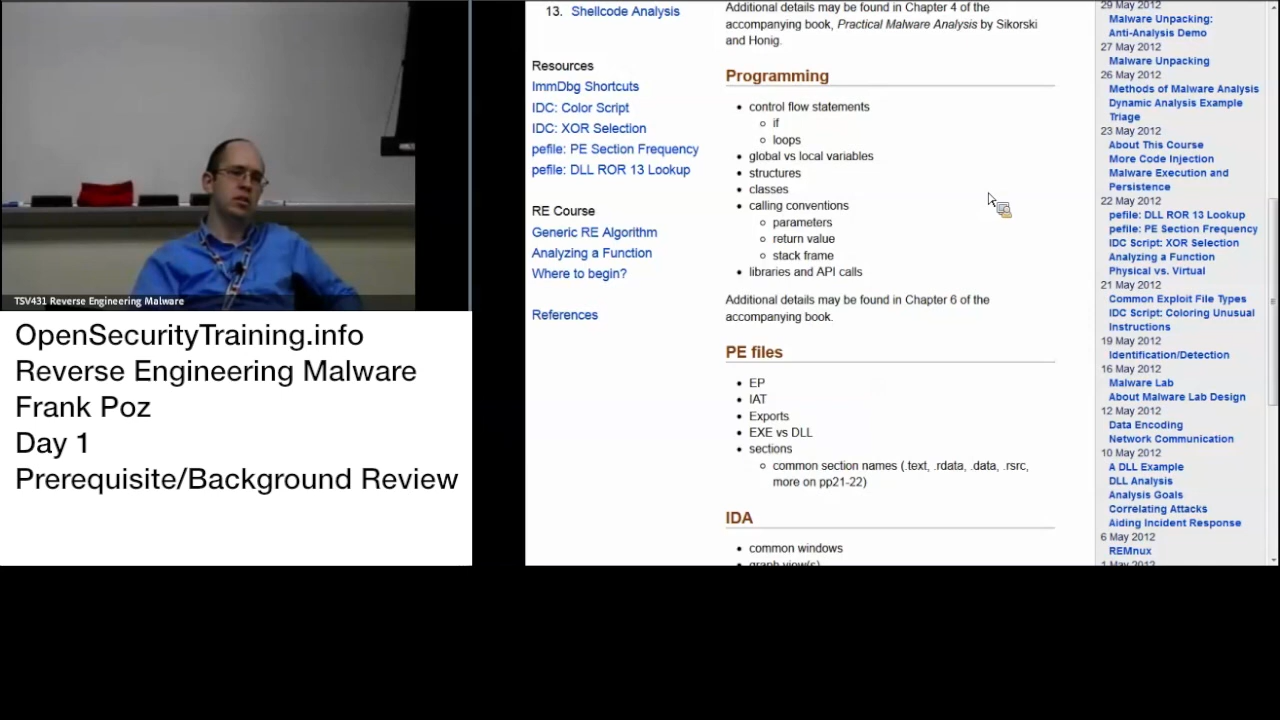 TSV431 Reverse Engineering Malware
OpenSecurityTraining.info
Reverse Engineering Malware
Frank Poz
Day 1
Prerequisite/Background Review
13. Shellcode Analysis
Resources
ImmDbg Shortcuts
IDC: Color Script
IDC: XOR Selection
pefile: PE Section Frequency
pefile: DLL ROR 13 Lookup
RE Course
Generic RE Algorithm
Analyzing a Function
Where to begin?
References
Additional details may be found in Chapter 4 of the
accompanying book, Practical Malware Analysis by Sikorski
and Honig.
Programming
control flow statements
if
loops
global vs local variables
structures
classes
calling conventions
parameters
return value
stack frame
libraries and API calls
Additional details may be found in Chapter 6 of the
accompanying book.
PE files
EP
IAT
Exports
EXE vs DLL
sections
common section names (.text, .rdata, .data, .rsrc,
more on pp21-22)
IDA
common windows
graph view(s)
29 May 2012
Malware Unpacking:
Anti-Analysis Demo
27 May 2012
Malware Unpacking
26 May 2012
Methods of Malware Analysis
Dynamic Analysis Example
Triage
23 May 2012
About This Course
More Code Injection
Malware Execution and
Persistence
22 May 2012
pefile: DLL ROR 13 Lookup
pefile: PE Section Frequency
IDC Script: XOR Selection
Analyzing a Function
Physical vs. Virtual
21 May 2012
Common Exploit File Types
IDC Script: Coloring Unusual
Instructions
19 May 2012
Identification/Detection
16 May 2012
Malware Lab
About Malware Lab Design
12 May 2012
Data Encoding
Network Communication
10 May 2012
A DLL Example
DLL Analysis
Analysis Goals
Correlating Attacks
Aiding Incident Response
6 May 2012
REMnux
1 May 2012